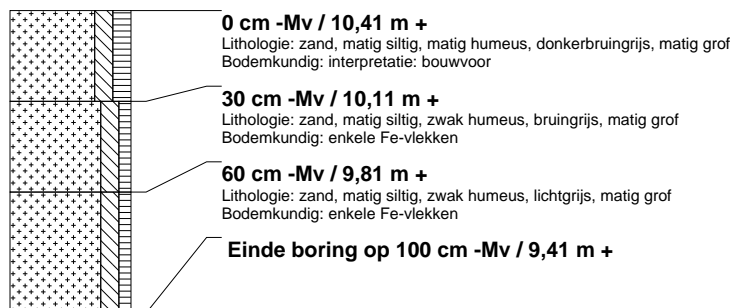 0 cm -Mv / 10,41 m +
Lithologie: zand, matig siltig, matig humeus, donkerbruingrijs, matig grof
Bodemkundig: interpretatie: bouwvoor
30 cm -Mv / 10,11 m +
Lithologie: zand, matig siltig, zwak humeus, bruingrijs, matig grof
Bodemkundig: enkele Fe-vlekken
60 cm -Mv / 9,81 m +
Lithologie: zand, matig siltig, zwak humeus, lichtgrijs, matig grof
Bodemkundig: enkele Fe-vlekken
Einde boring op 100 cm -Mv / 9,41 m +